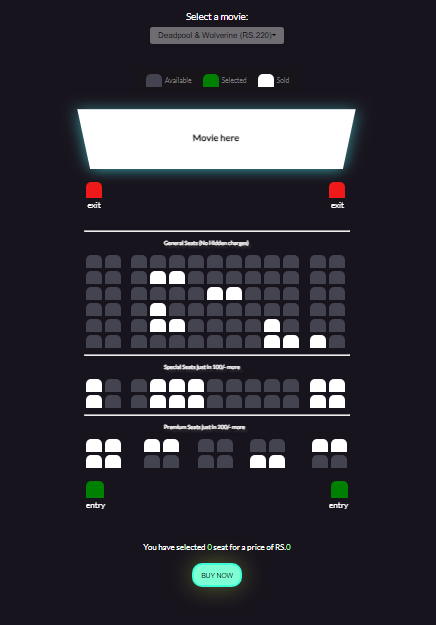 Select a movie:
Deadpool & Wolverine (RS.220)
Available Selected Sold
Movie here
exit exit
General Seats (No Hidden charges)
Special Seats Just In 100/- more
Premium Seats Just In 200/- more
entry entry
You have selected 0 seat for a price of RS.0
BUY NOW